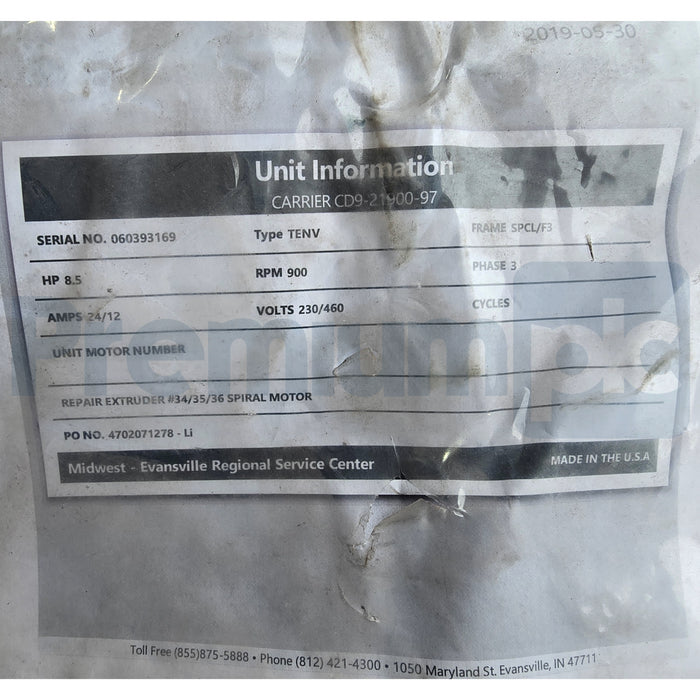 2019-05-30
Unit Information
CARRIER CD9-21900-97
SERIAL NO. 060393169 Type TENV FRAME SPCL/F3
HP 8.5 RPM 900 PHASE 3
AMPS 24/12 VOLTS 230/460 CYCLES
UNIT MOTOR NUMBER
REPAIR EXTRUDER #34/35/36 SPIRAL MOTOR
PO NO. 4702071278 - Li
Midwest - Evansville Regional Service Center MADE IN THE U.S.A
Toll Free (855)875-5888 • Phone (812) 421-4300 • 1050 Maryland St. Evansville, IN 47711
Premiumplc